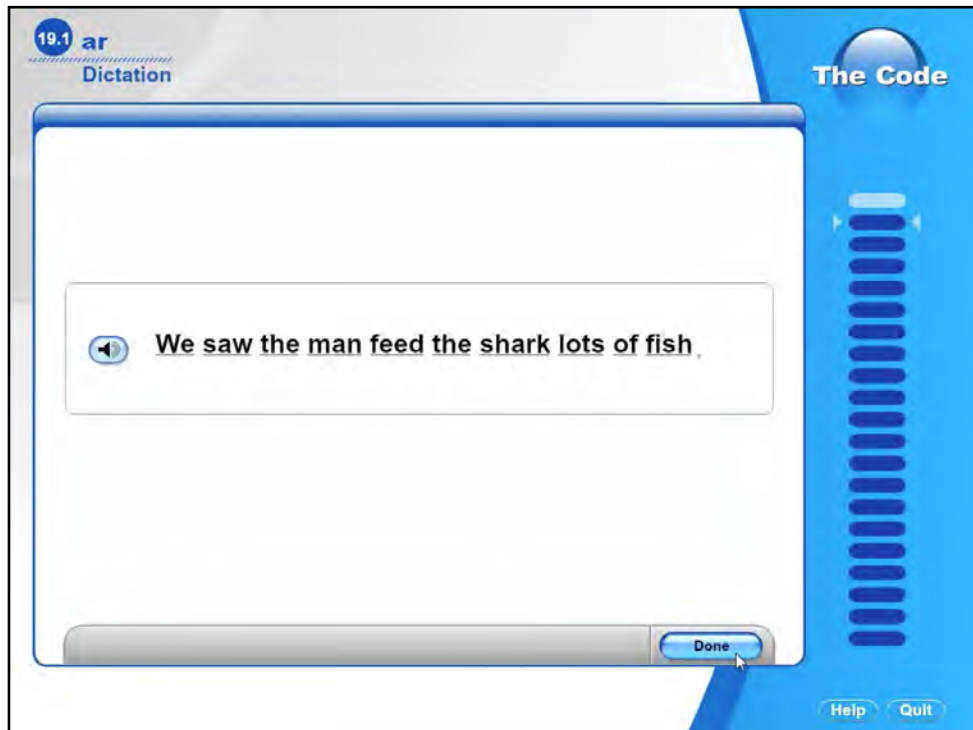 19.1 ar
Dictation
The Code
We saw the man feed the shark lots of fish.
Done
Help Quit